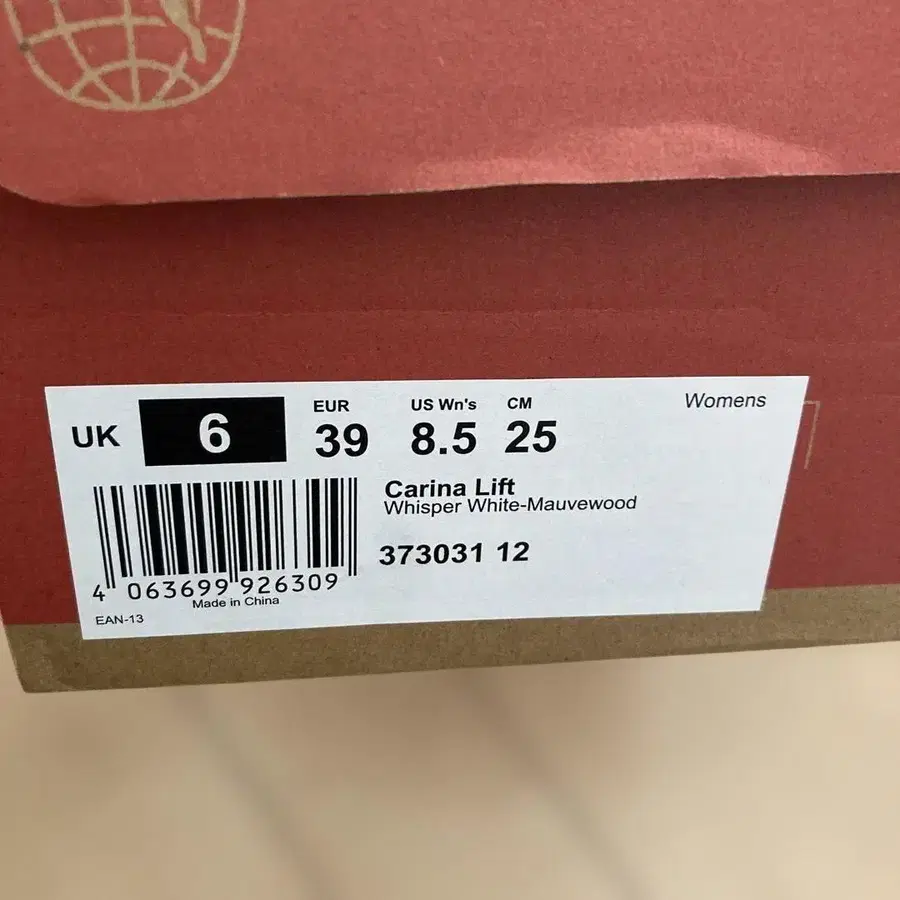 Womens
UK 6
EUR 39
US Wn's 8.5
CM 25
Carina Lift
Whisper White-Mauvewood
373031 12
4 063699 926309
Made in China
EAN-13